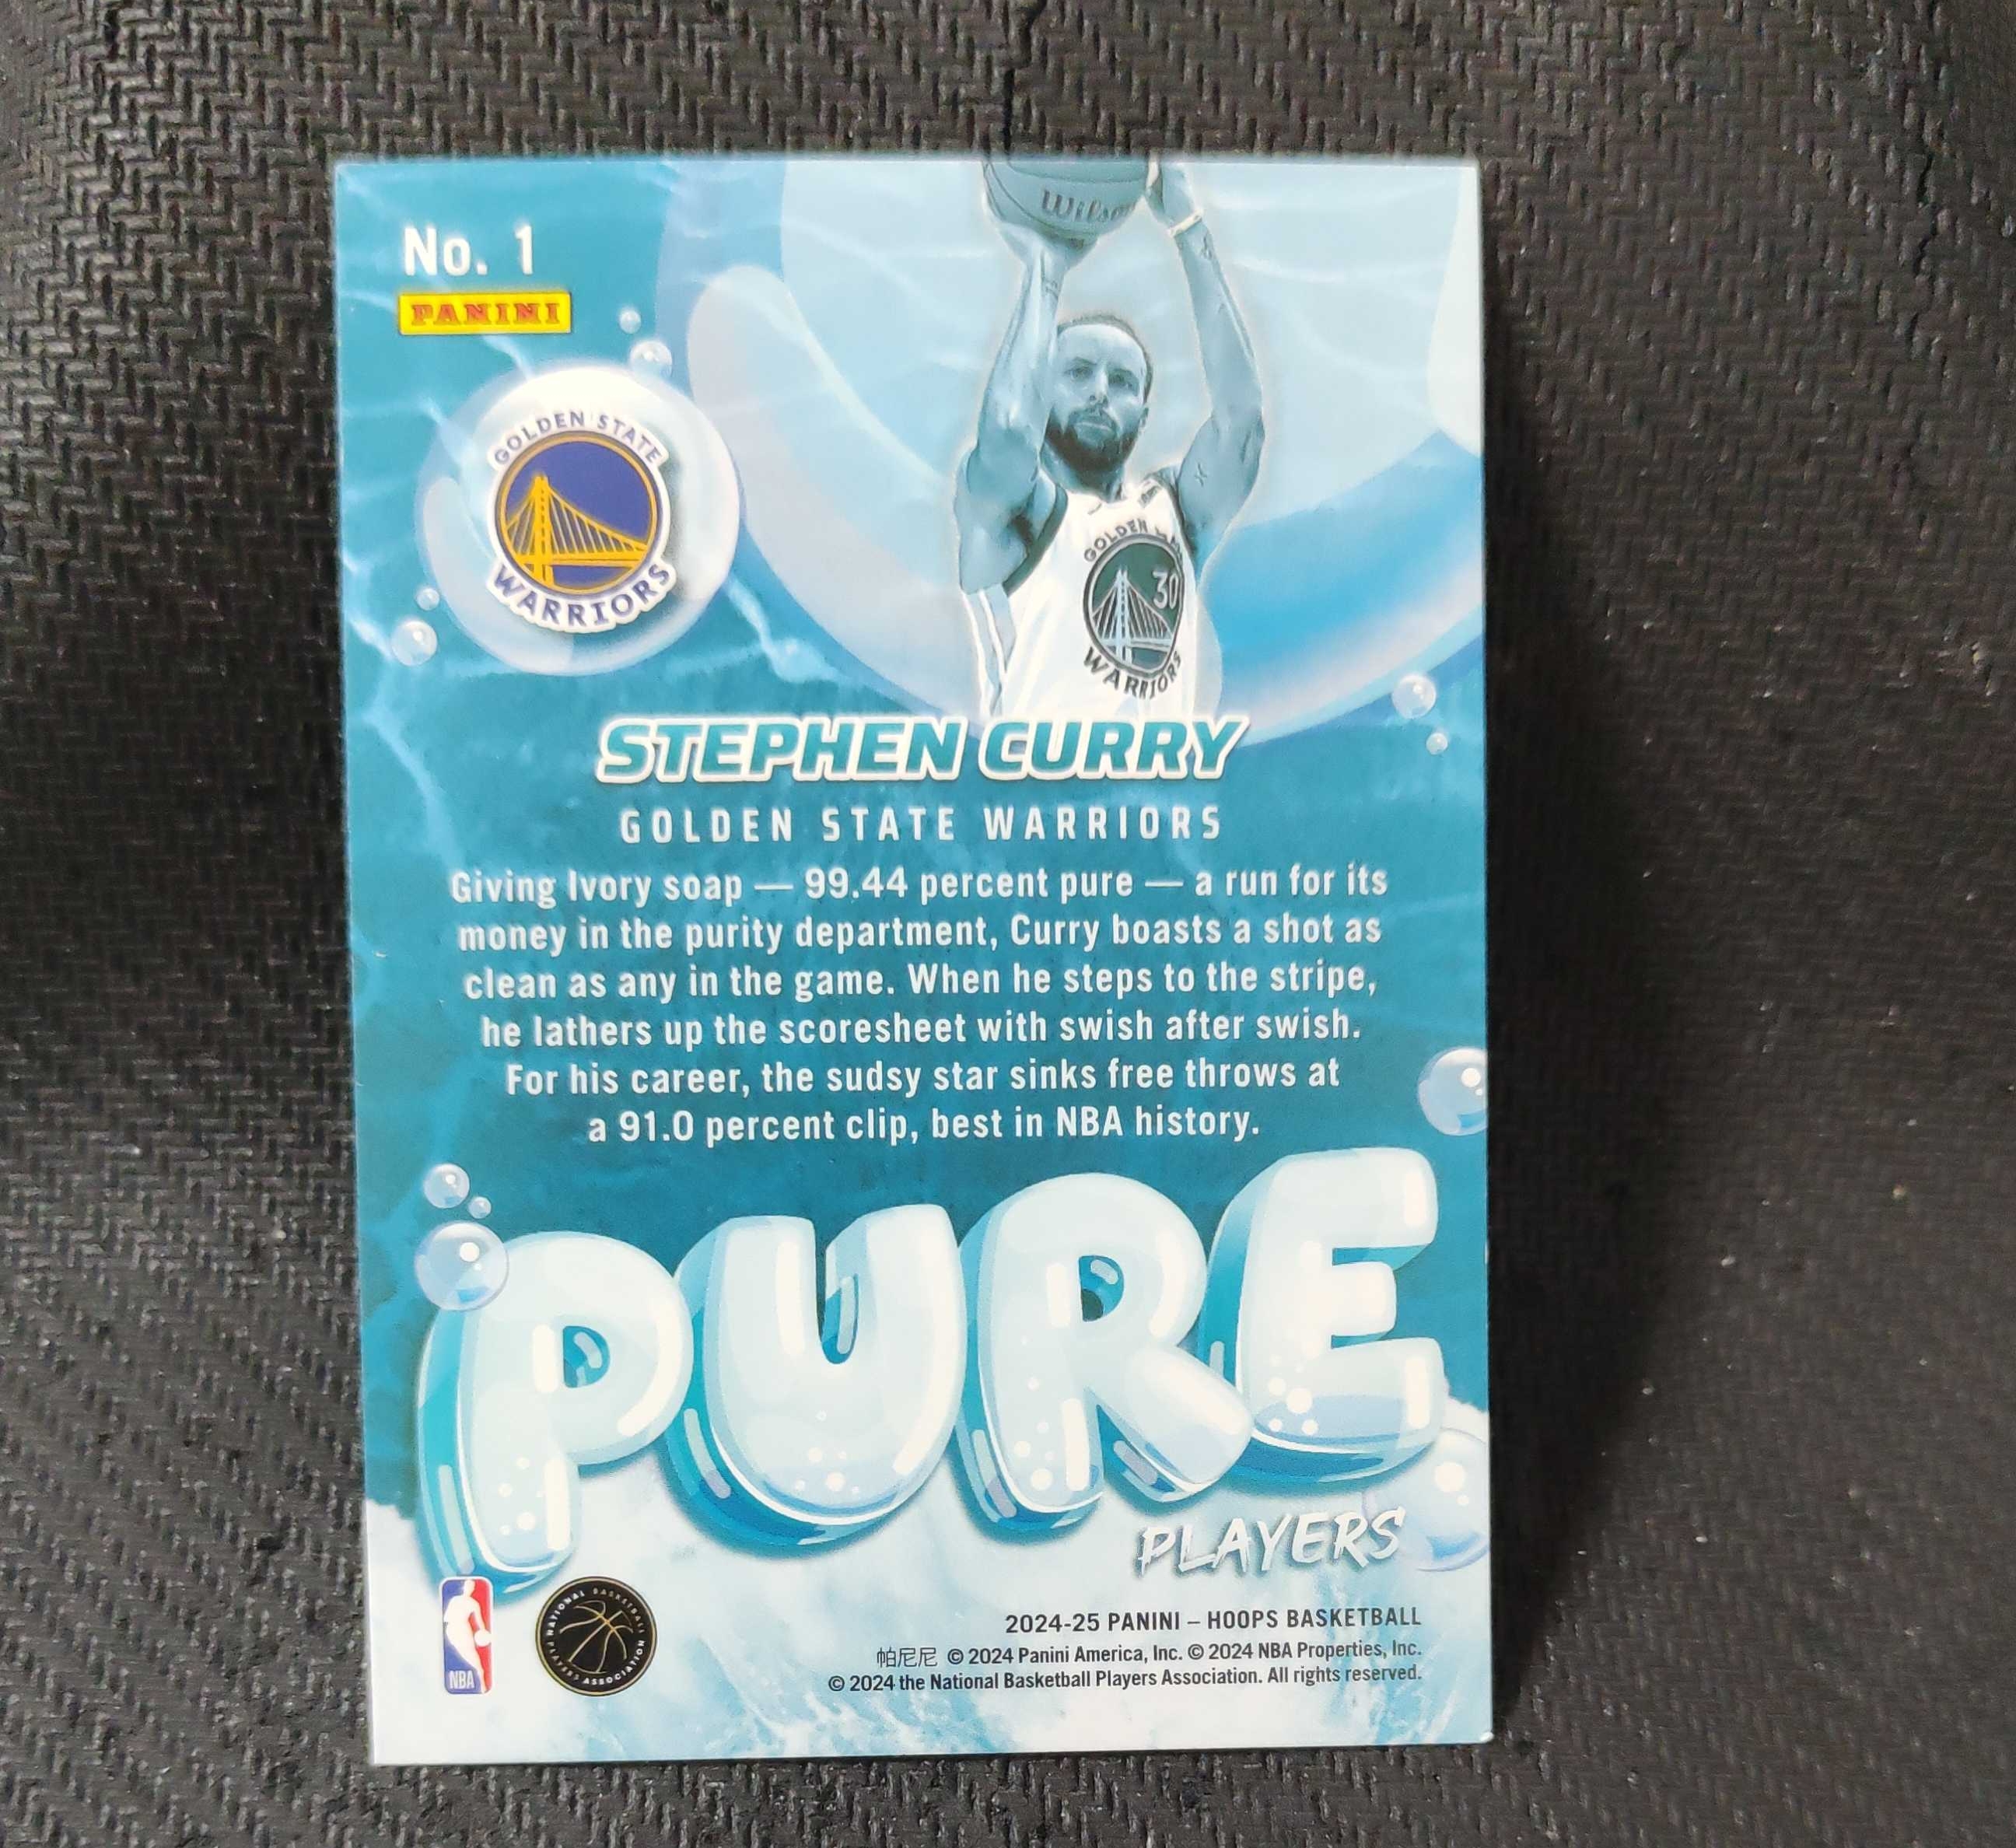 No. 1
PANINI
Wilson
GOLDEN STATE
WARRIORS
GOLDEN
30
WARRIORS
STEPHEN CURRY
GOLDEN STATE WARRIORS
Giving Ivory soap — 99.44 percent pure — a run for its
money in the purity department, Curry boasts a shot as
clean as any in the game. When he steps to the stripe,
he lathers up the scoresheet with swish after swish.
For his career, the sudsy star sinks free throws at
a 91.0 percent clip, best in NBA history.
PURE
PLAYERS
NBA
NATIONAL BASKETBALL
PLAYERS ASSOCIATION
2024-25 PANINI – HOOPS BASKETBALL
帕尼尼 © 2024 Panini America, Inc. © 2024 NBA Properties, Inc.
© 2024 the National Basketball Players Association. All rights reserved.